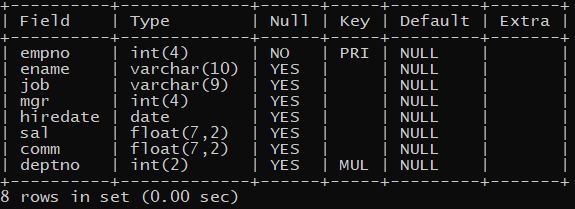 +----------+-------------+------+-----+---------+-------+
| Field    | Type        | Null | Key | Default | Extra |
+----------+-------------+------+-----+---------+-------+
| empno    | int(4)      | NO   | PRI | NULL    |       |
| ename    | varchar(10) | YES  |     | NULL    |       |
| job      | varchar(9)  | YES  |     | NULL    |       |
| mgr      | int(4)      | YES  |     | NULL    |       |
| hiredate | date        | YES  |     | NULL    |       |
| sal      | float(7,2)  | YES  |     | NULL    |       |
| comm     | float(7,2)  | YES  |     | NULL    |       |
| deptno   | int(2)      | YES  | MUL | NULL    |       |
+----------+-------------+------+-----+---------+-------+
8 rows in set (0.00 sec)